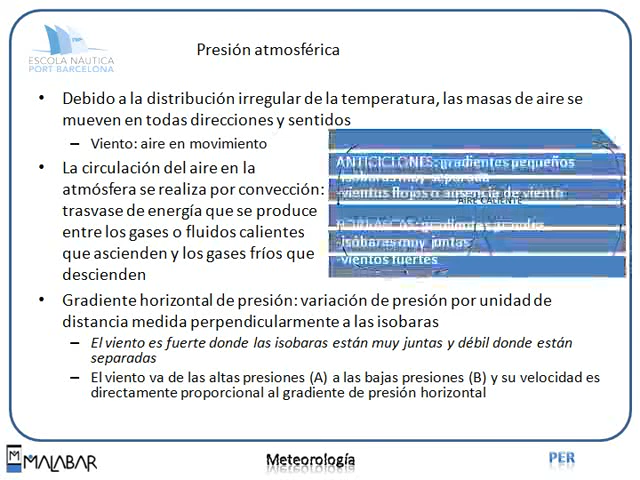 ESCOLA NÀUTICA
PORT BARCELONA
Presión atmosférica
• Debido a la distribución irregular de la temperatura, las masas de aire se
mueven en todas direcciones y sentidos
– Viento: aire en movimiento
• La circulación del aire en la
atmósfera se realiza por convección:
trasvase de energía que se produce
entre los gases o fluidos calientes
que ascienden y los gases fríos que
descienden
ANTICICLONES: gradientes pequeños
-vientos flojos o ausencia de viento
AIRE CALIENTE
-isobaras muy juntas
-vientos fuertes
• Gradiente horizontal de presión: variación de presión por unidad de
distancia medida perpendicularmente a las isobaras
– El viento es fuerte donde las isobaras están muy juntas y débil donde están
separadas
– El viento va de las altas presiones (A) a las bajas presiones (B) y su velocidad es
directamente proporcional al gradiente de presión horizontal
MALABAR
Meteorología
PER